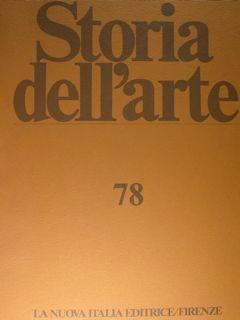 Storia
dell'arte
78
LA NUOVA ITALIA EDITRICE/FIRENZE